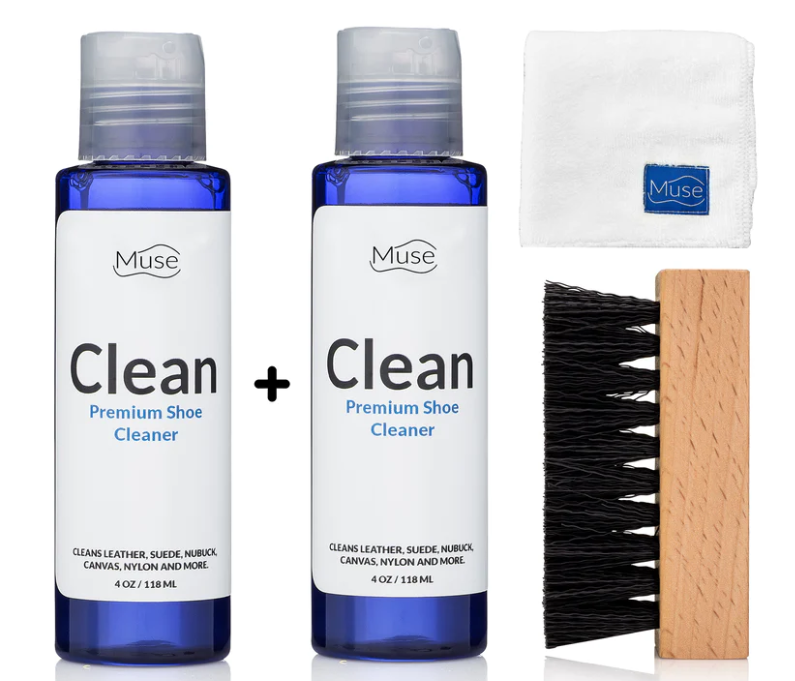 Muse
Clean
Premium Shoe
Cleaner
CLEANS LEATHER, SUEDE, NUBUCK,
CANVAS, NYLON AND MORE.
4 OZ / 118 ML
+
Muse
Clean
Premium Shoe
Cleaner
CLEANS LEATHER, SUEDE, NUBUCK,
CANVAS, NYLON AND MORE.
4 OZ / 118 ML
Muse